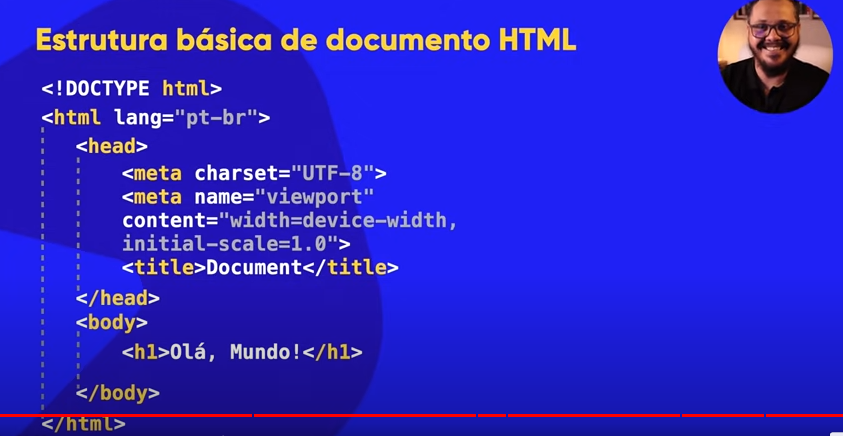 Estrutura básica de documento HTML
<!DOCTYPE html>
<html lang="pt-br">
<head>
<meta charset="UTF-8">
<meta name="viewport"
content="width=device-width,
initial-scale=1.0">
<title>Document</title>
</head>
<body>
<h1>Olá, Mundo!</h1>
</body>
</html>